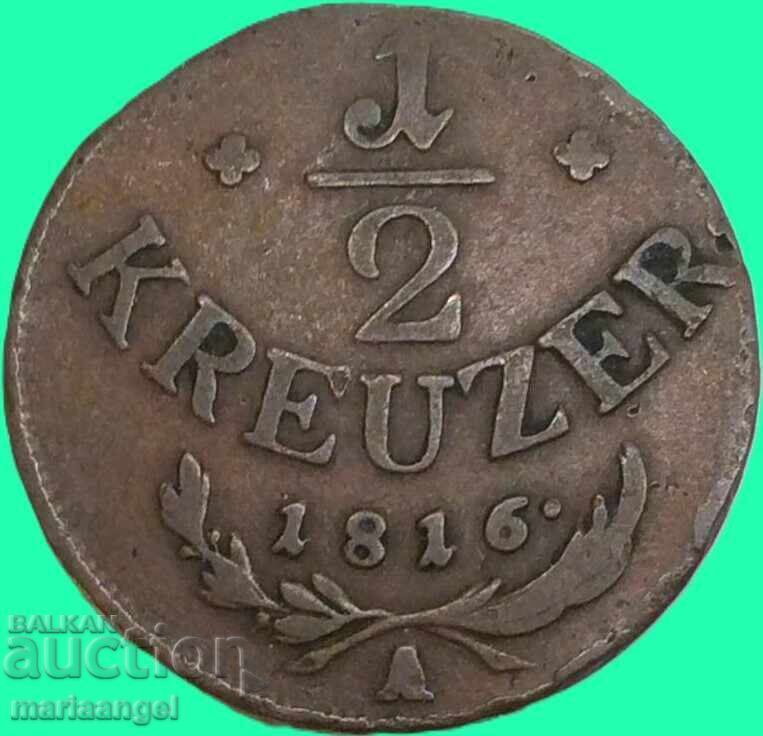 1
2
KREUZER
1816.
A
BALKAN
auction
mariaangel